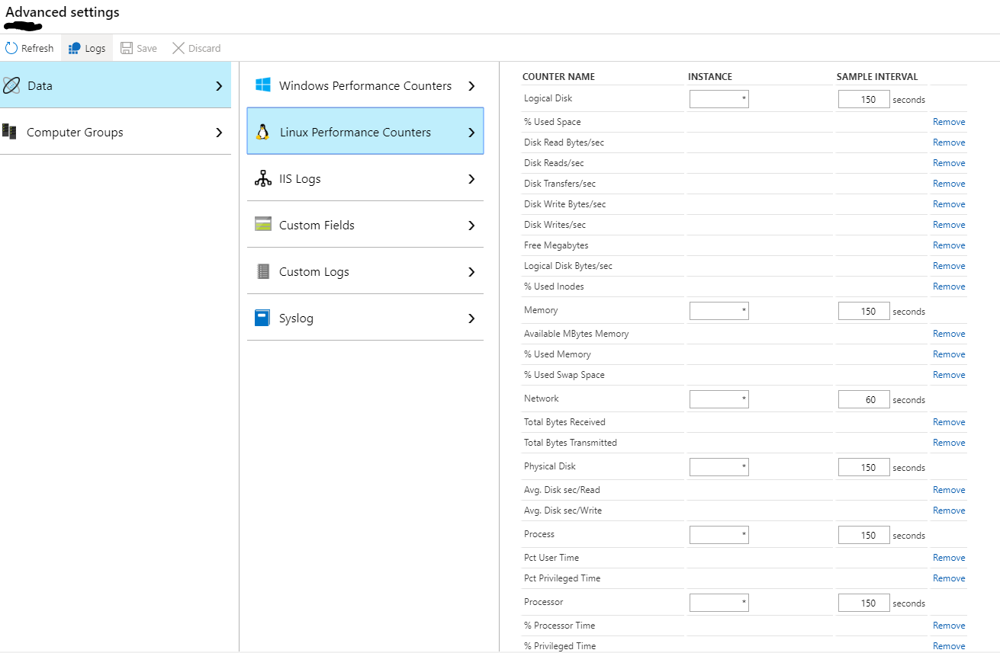 Advanced settings
Refresh Logs Save Discard
Data
Computer Groups
Windows Performance Counters
Linux Performance Counters
IIS Logs
Custom Fields
Custom Logs
Syslog
COUNTER NAME INSTANCE SAMPLE INTERVAL
Logical Disk * 150 seconds
% Used Space Remove
Disk Read Bytes/sec Remove
Disk Reads/sec Remove
Disk Transfers/sec Remove
Disk Write Bytes/sec Remove
Disk Writes/sec Remove
Free Megabytes Remove
Logical Disk Bytes/sec Remove
% Used Inodes Remove
Memory * 150 seconds
Available MBytes Memory Remove
% Used Memory Remove
% Used Swap Space Remove
Network * 60 seconds
Total Bytes Received Remove
Total Bytes Transmitted Remove
Physical Disk * 150 seconds
Avg. Disk sec/Read Remove
Avg. Disk sec/Write Remove
Process * 150 seconds
Pct User Time Remove
Pct Privileged Time Remove
Processor * 150 seconds
% Processor Time Remove
% Privileged Time Remove